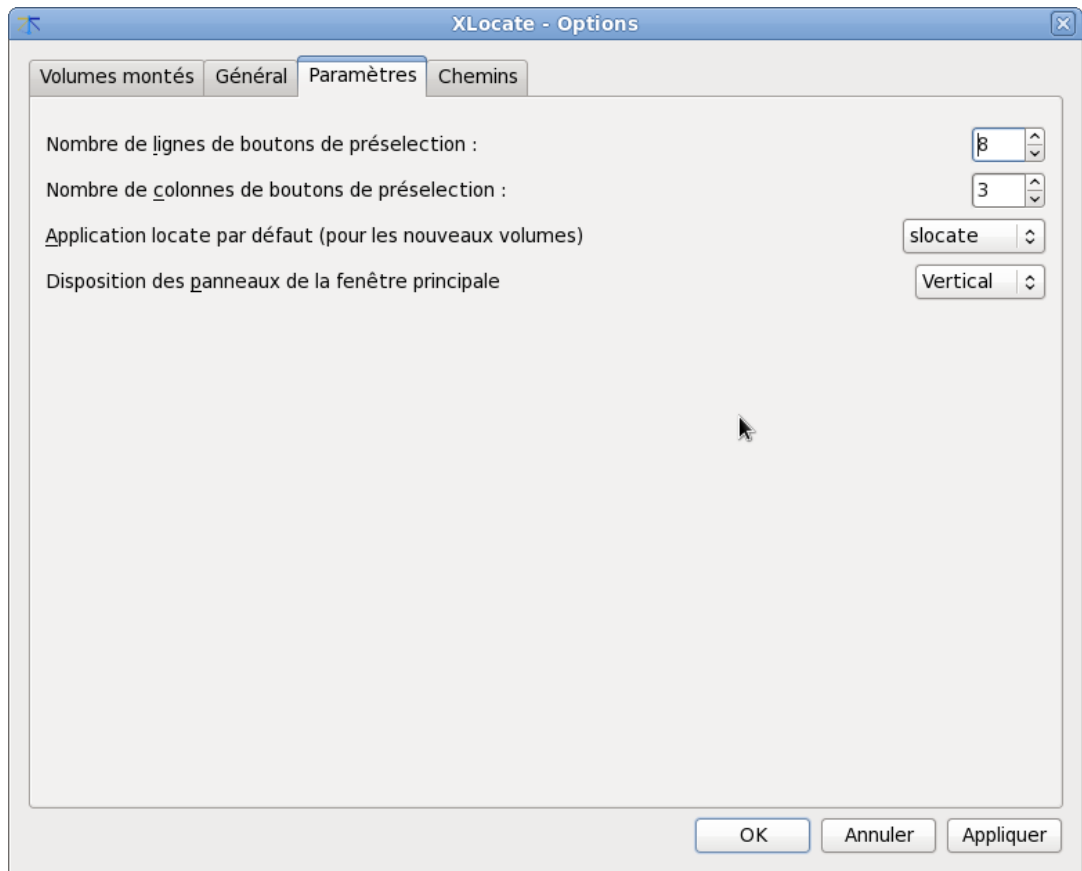 XLocate - Options
Volumes montés Général Paramètres Chemins
Nombre de lignes de boutons de préselection : 8
Nombre de colonnes de boutons de préselection : 3
Application locate par défaut (pour les nouveaux volumes) slocate
Disposition des panneaux de la fenêtre principale Vertical
OK Annuler Appliquer